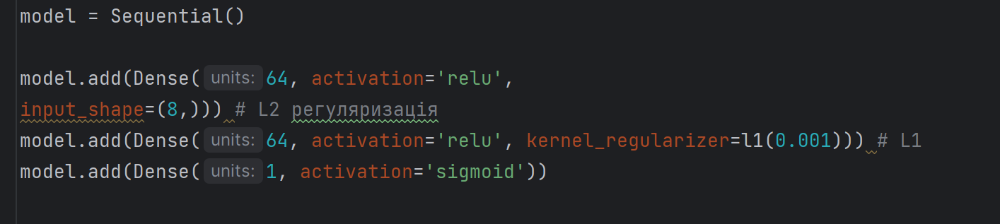 model = Sequential()
model.add(Dense( units: 64, activation='relu',
input_shape=(8,))) # L2 регуляризація
model.add(Dense( units: 64, activation='relu', kernel_regularizer=l1(0.001))) # L1
model.add(Dense( units: 1, activation='sigmoid'))